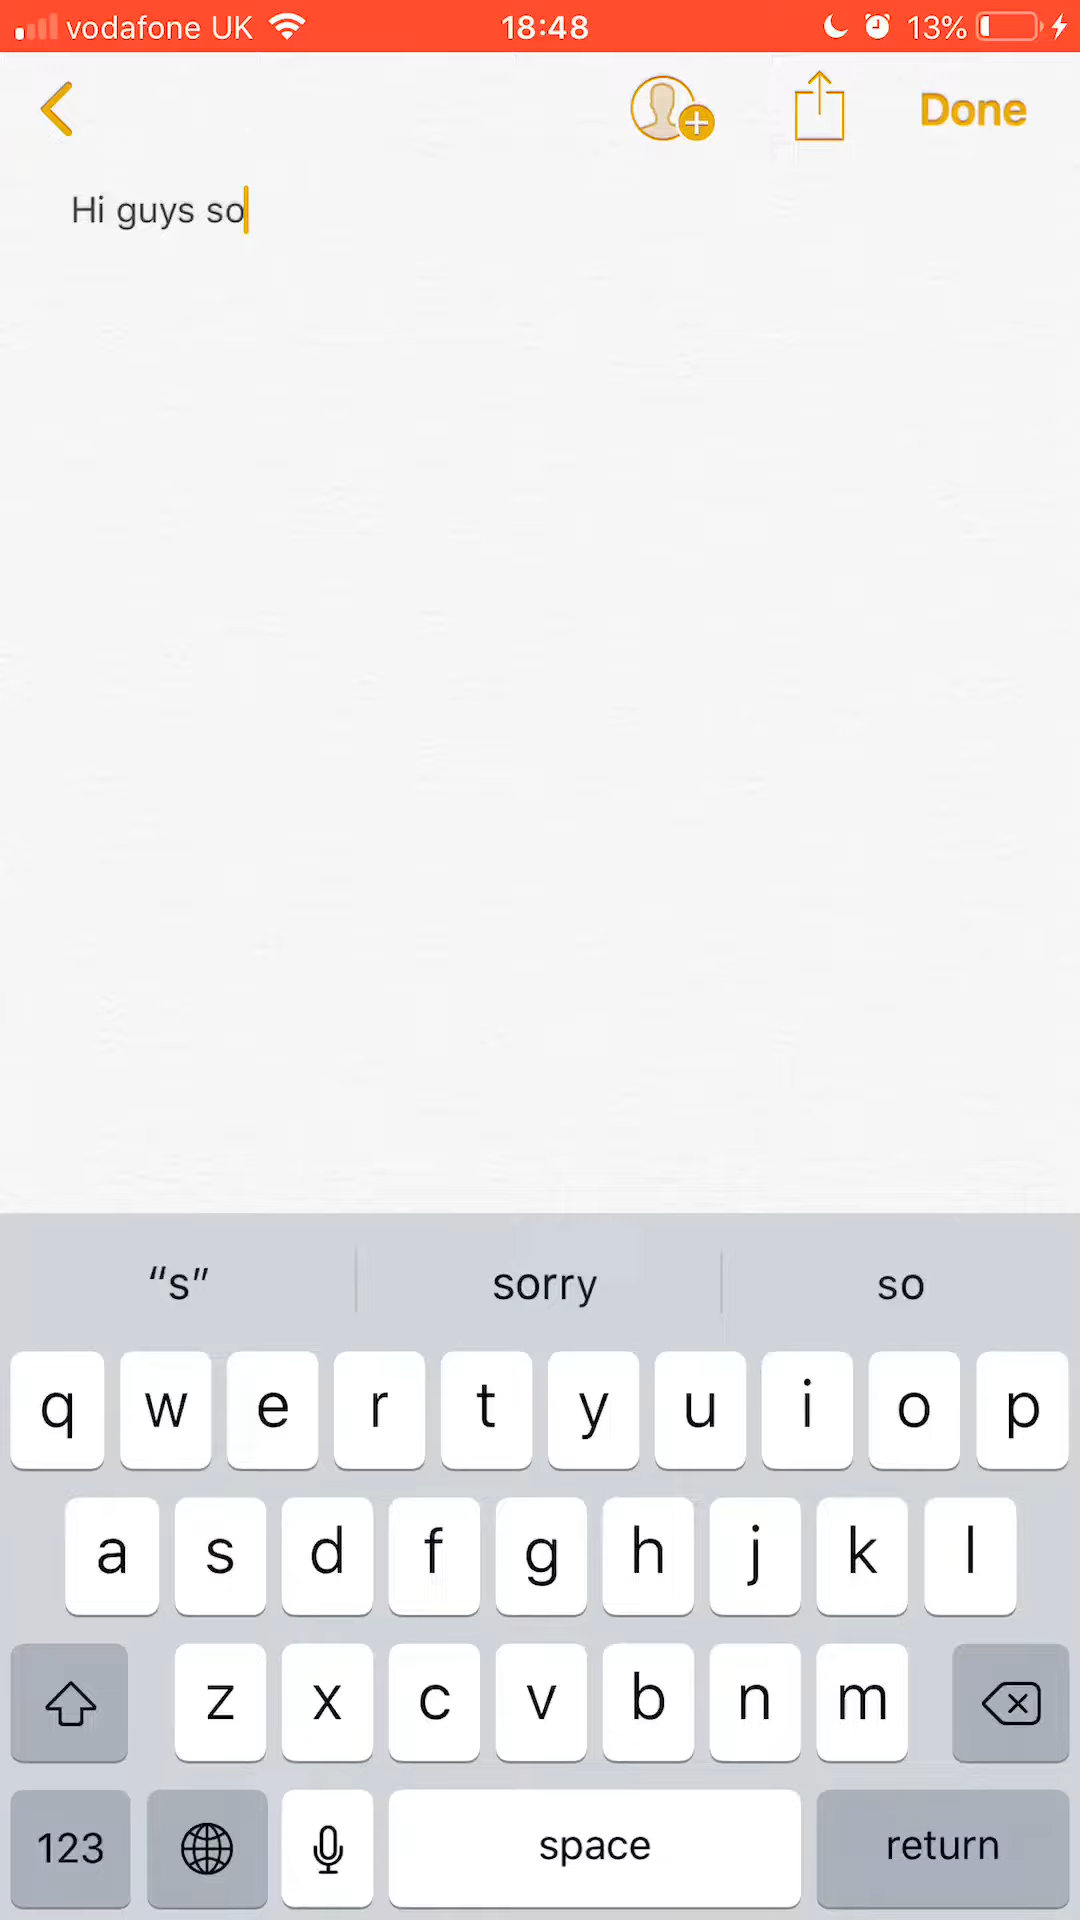 vodafone UK 18:48 13%
Done
Hi guys so
“s” sorry so
q w e r t y u i o p
a s d f g h j k l
z x c v b n m
123 space return